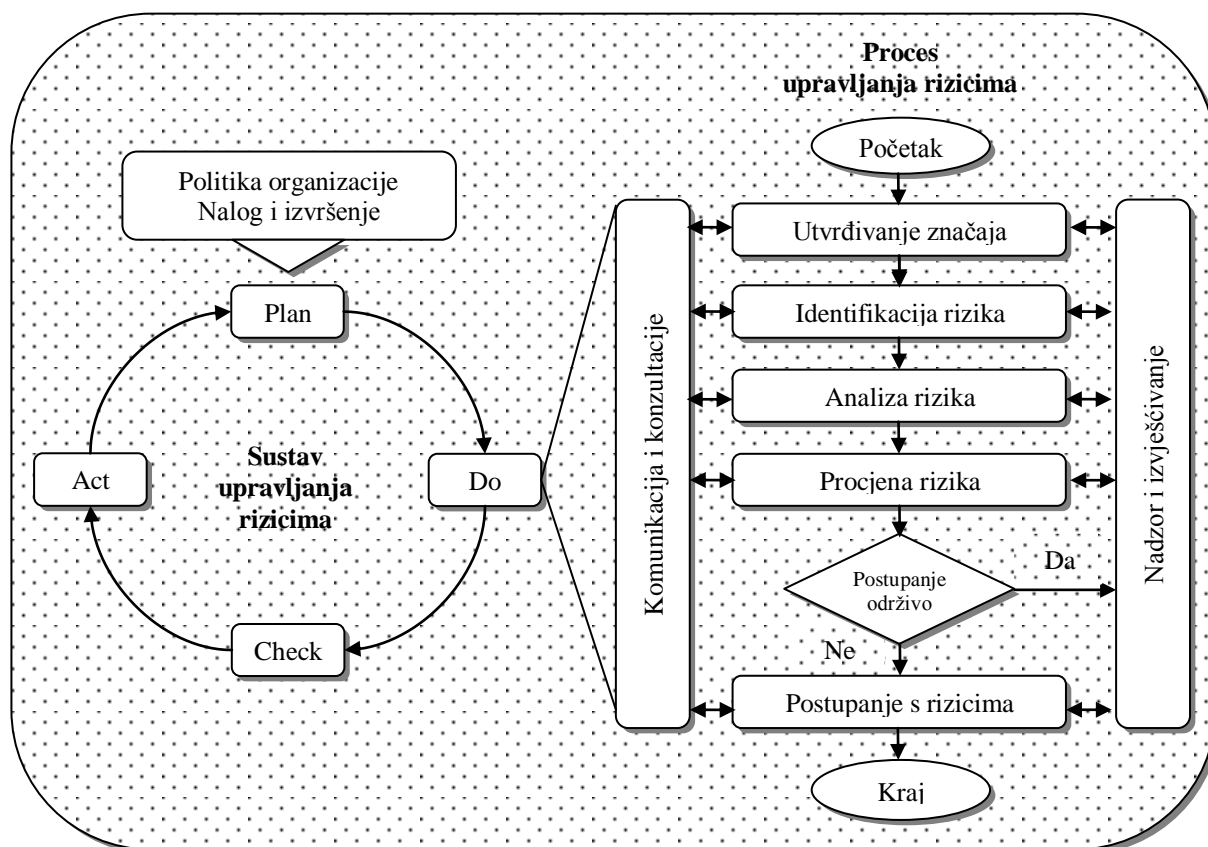 Proces
upravljanja rizicima
Početak
Politika organizacije
Nalog i izvršenje
Plan
Do
Check
Act
Sustav
upravljanja
rizicima
Komunikacija i konzultacije
Utvrđivanje značaja
Identifikacija rizika
Analiza rizika
Procjena rizika
Postupanje
održivo
Da
Ne
Postupanje s rizicima
Kraj
Nadzor i izvješćivanje